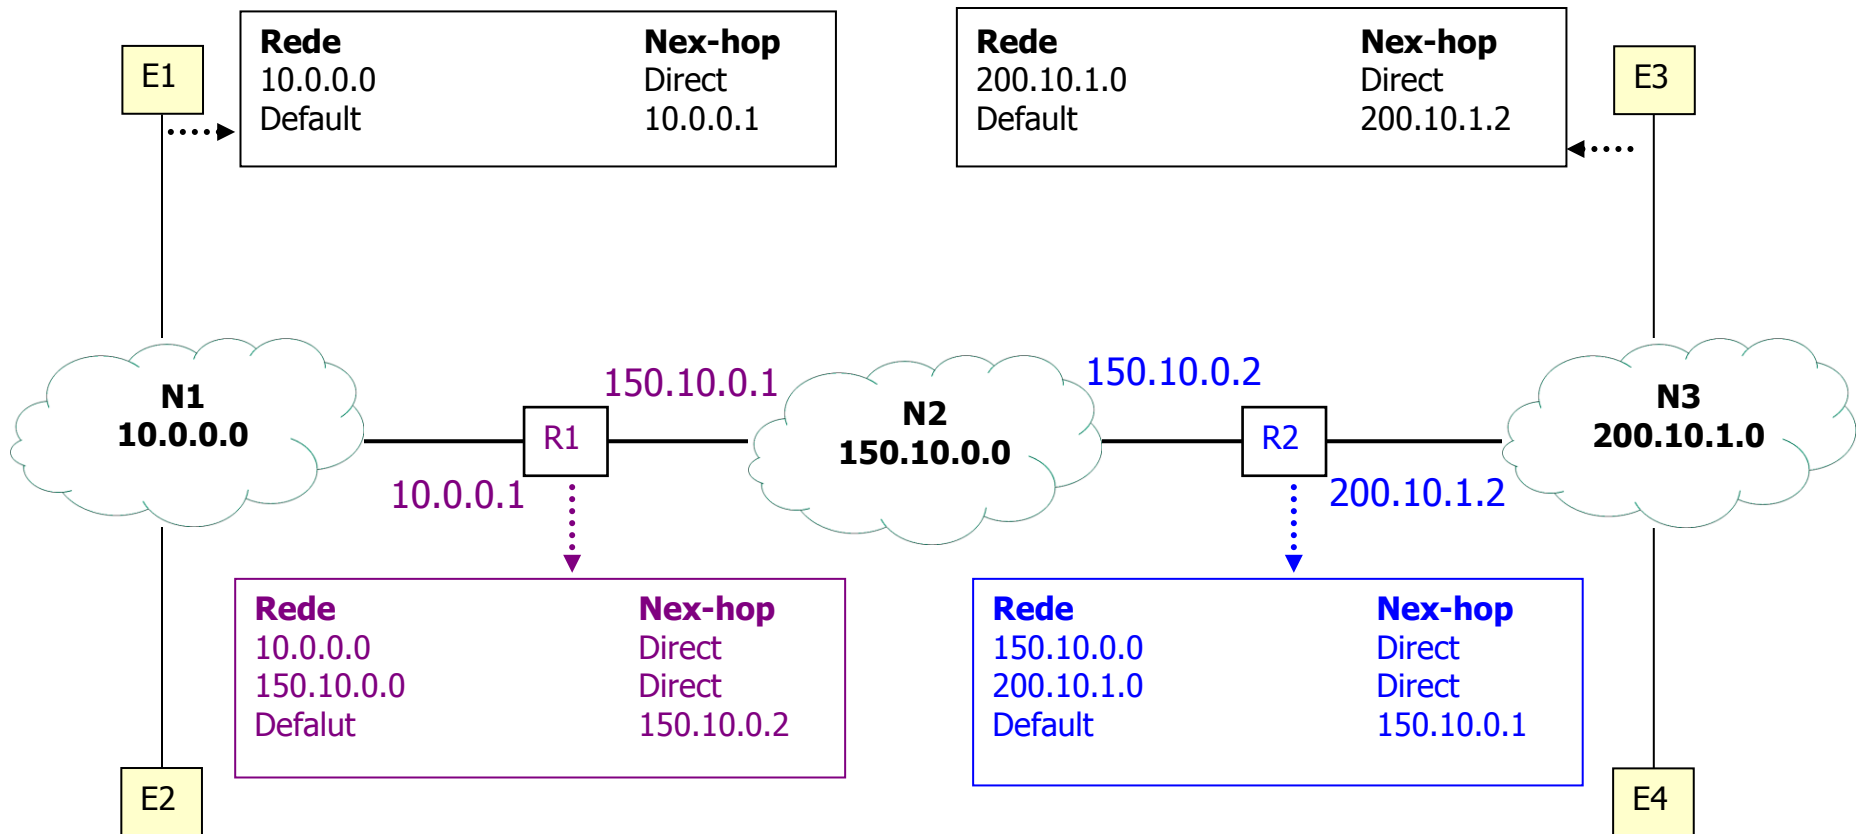 E1
Rede Nex-hop
10.0.0.0 Direct
Default 10.0.0.1
Rede Nex-hop
200.10.1.0 Direct
Default 200.10.1.2
E3
N1
10.0.0.0
10.0.0.1
R1
150.10.0.1
N2
150.10.0.0
150.10.0.2
R2
200.10.1.2
N3
200.10.1.0
Rede Nex-hop
10.0.0.0 Direct
150.10.0.0 Direct
Defalut 150.10.0.2
Rede Nex-hop
150.10.0.0 Direct
200.10.1.0 Direct
Default 150.10.0.1
E2
E4